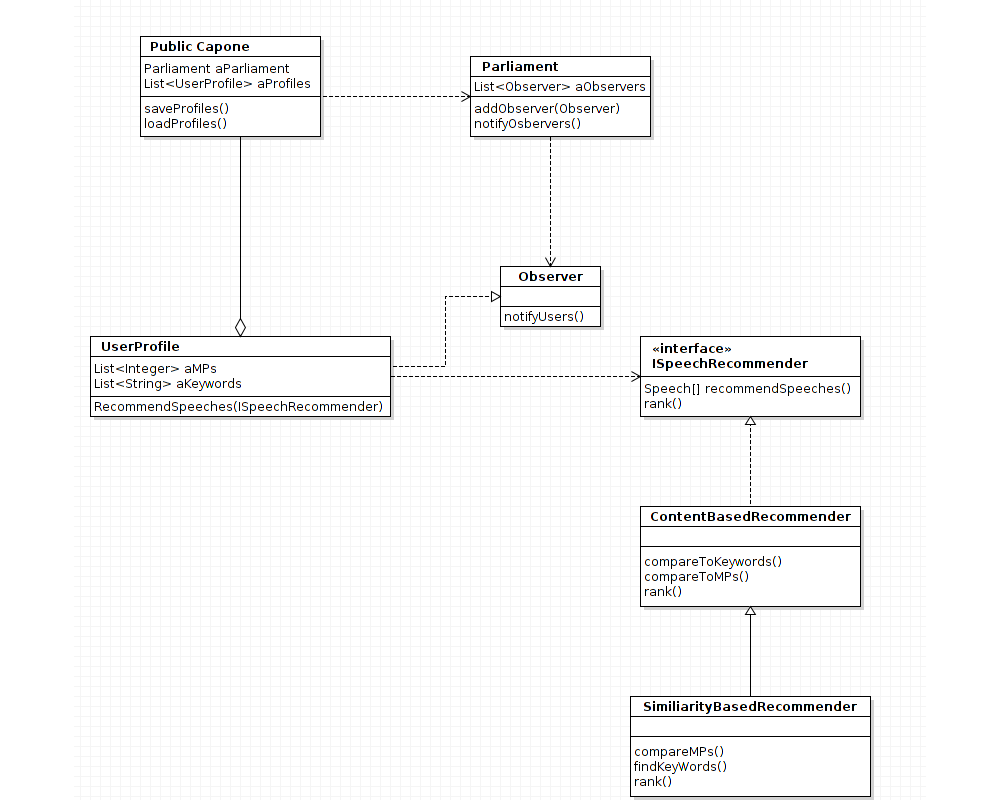 Public Capone
Parliament aParliament
List<UserProfile> aProfiles
saveProfiles()
loadProfiles()
Parliament
List<Observer> aObservers
addObserver(Observer)
notifyOsbervers()
Observer
notifyUsers()
UserProfile
List<Integer> aMPs
List<String> aKeywords
RecommendSpeeches(ISpeechRecommender)
«interface»
ISpeechRecommender
Speech[] recommendSpeeches()
rank()
ContentBasedRecommender
compareToKeywords()
compareToMPs()
rank()
SimiliarityBasedRecommender
compareMPs()
findKeyWords()
rank()